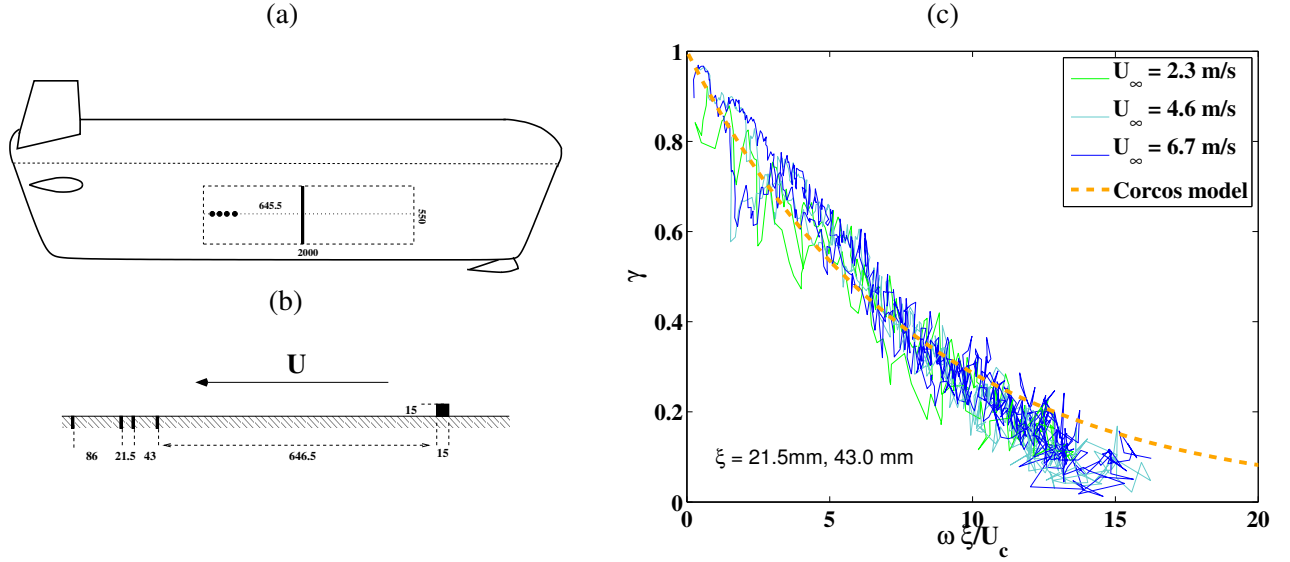 (a)
645.5
550
2000
(b)
U
15
86 21.5 43 646.5 15
(c)
1
0.8
0.6
0.4
0.2
0
γ
U∞ = 2.3 m/s
U∞ = 4.6 m/s
U∞ = 6.7 m/s
Corcos model
ξ = 21.5mm, 43.0 mm
0 5 10 15 20
ω ξ/Uc